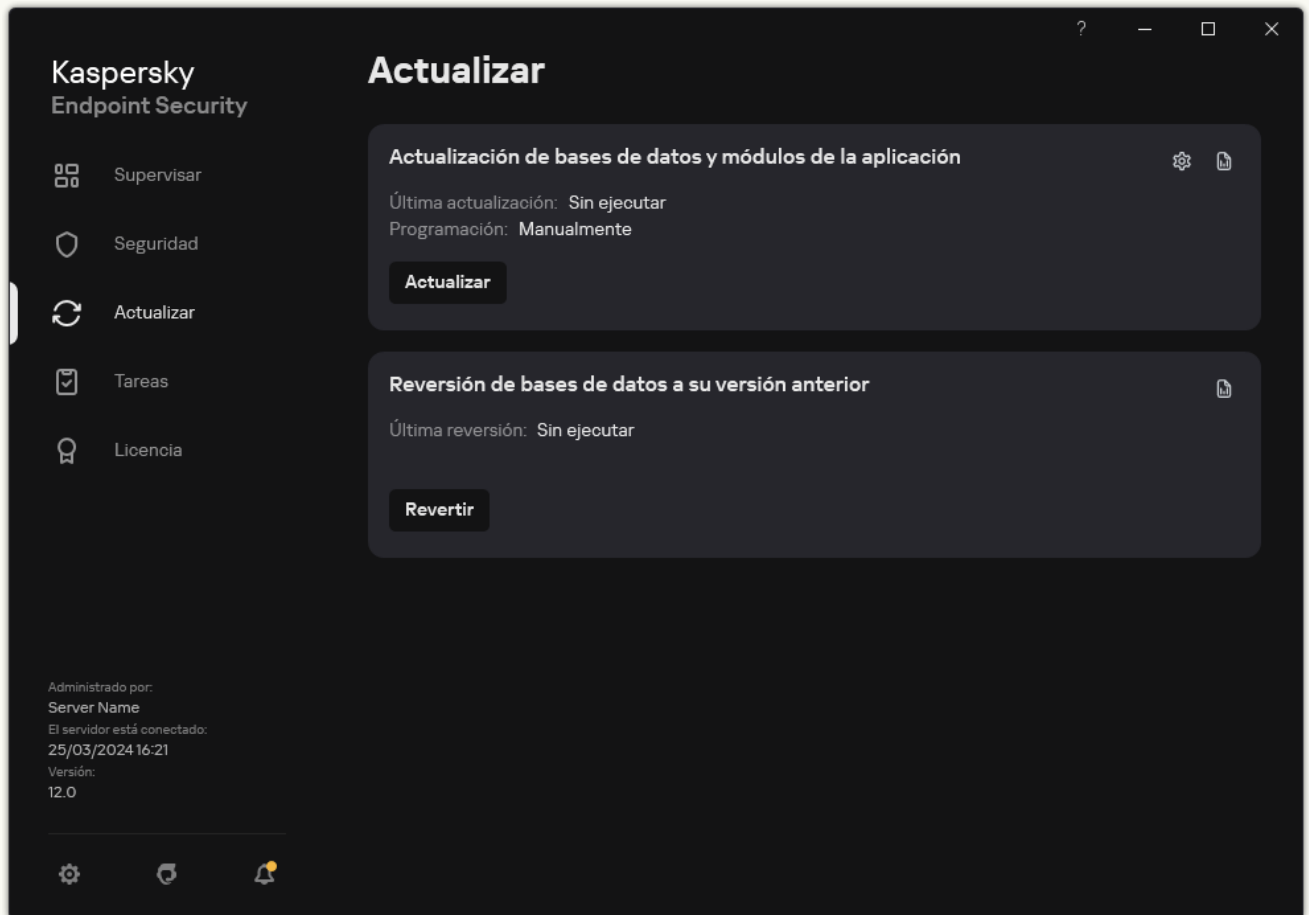 ?
Kaspersky
Endpoint Security
Supervisar
Seguridad
Actualizar
Tareas
Licencia
Administrado por:
Server Name
El servidor está conectado:
25/03/2024 16:21
Versión:
12.0
Actualizar
Actualización de bases de datos y módulos de la aplicación
Última actualización: Sin ejecutar
Programación: Manualmente
Actualizar
Reversión de bases de datos a su versión anterior
Última reversión: Sin ejecutar
Revertir